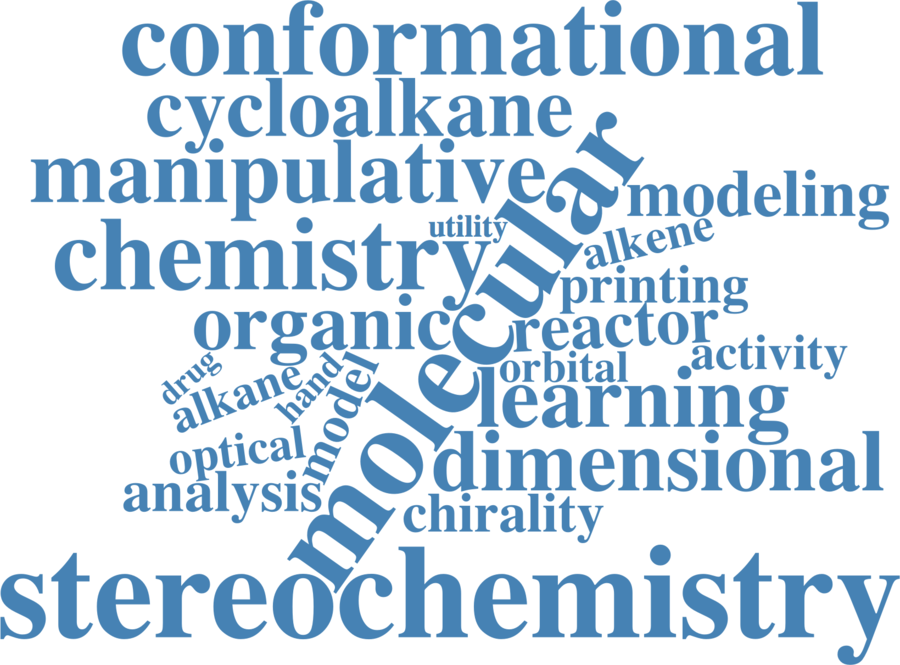 conformational
cycloalkane
manipulative
molecular
modeling
utility
chemistry
alkene
printing
organic
reactor
activity
orbital
drug
alkane
hand
model
learning
optical
dimensional
analysis
chirality
stereochemistry